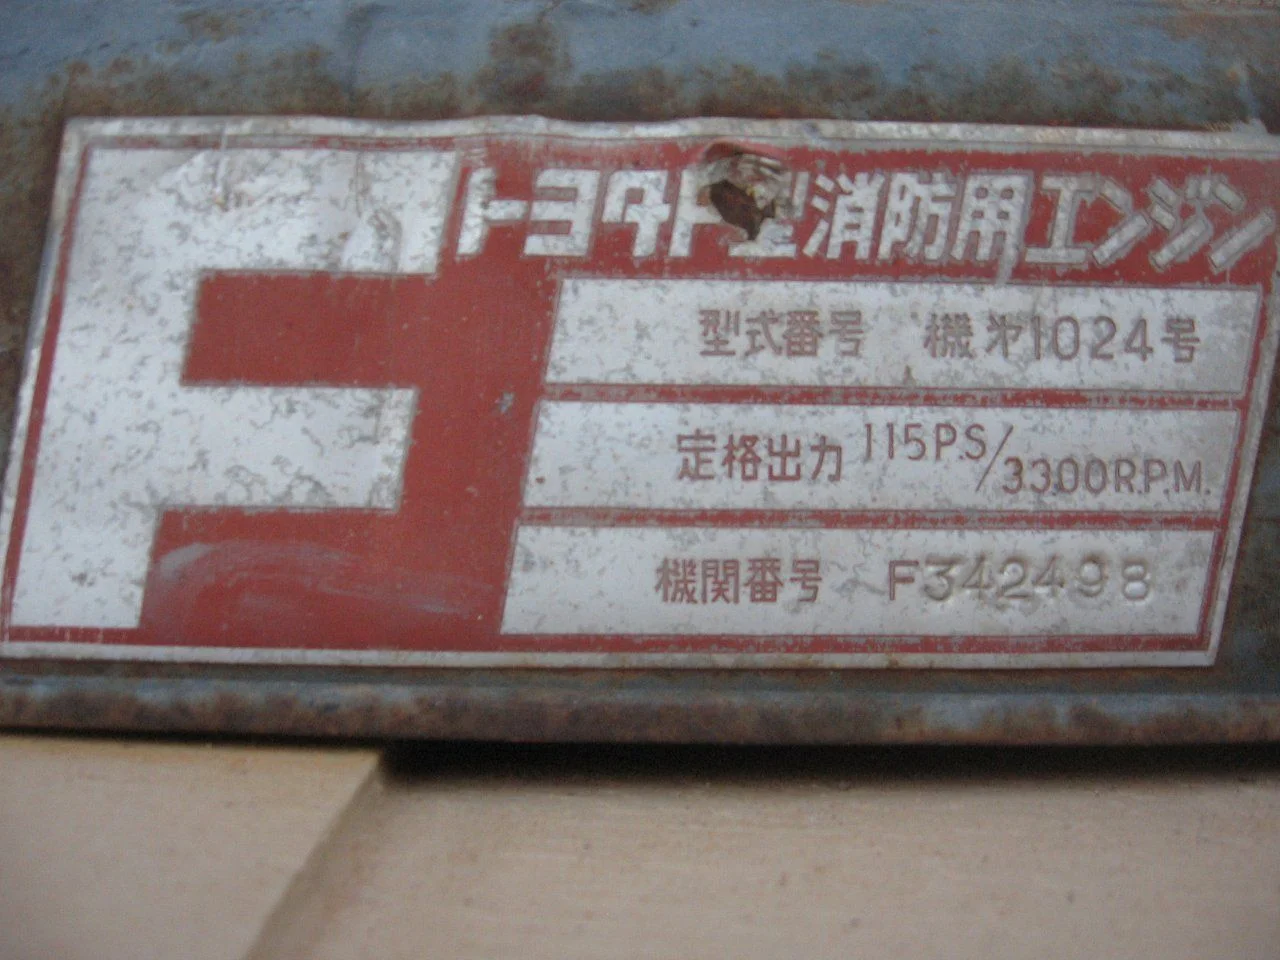 F
トヨタF型消防用エンジン
型式番号 機㐧1024号
定格出力 115PS/3300R.P.M.
機関番号 F342498